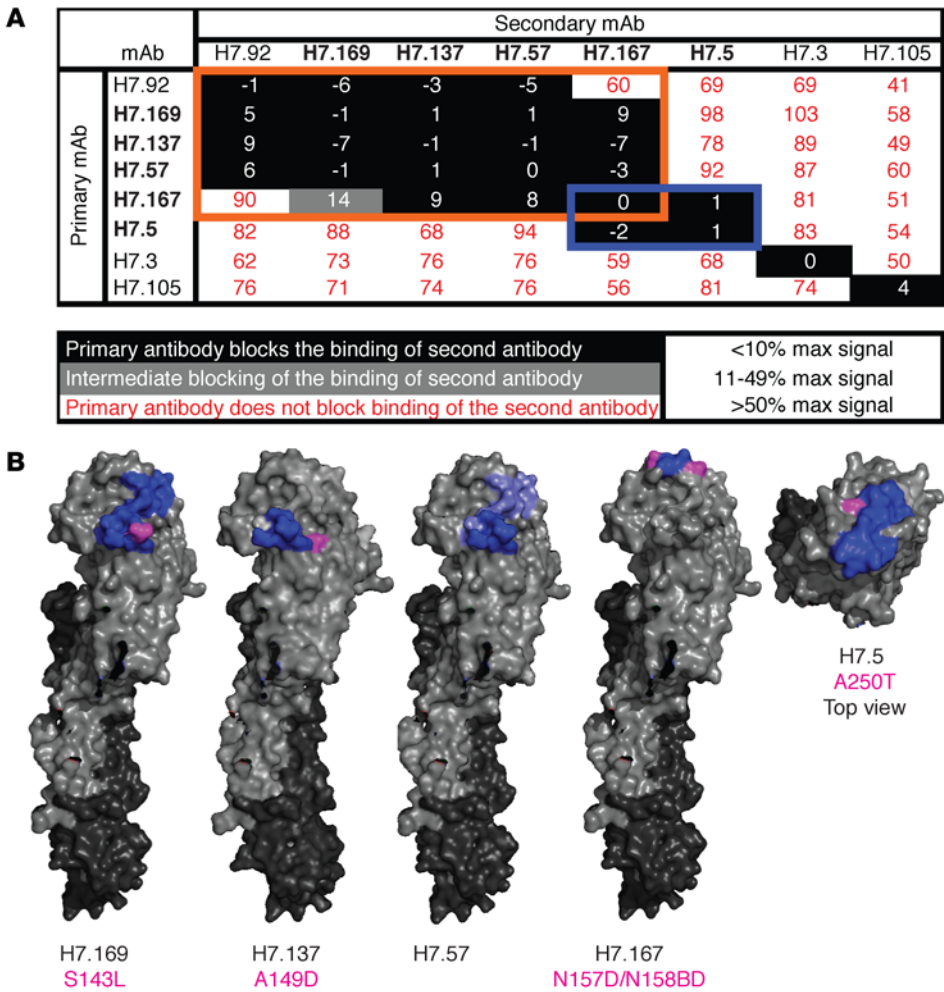 A
Secondary mAb
mAb H7.92 H7.169 H7.137 H7.57 H7.167 H7.5 H7.3 H7.105
Primary mAb
H7.92 -1 -6 -3 -5 60 69 69 41
H7.169 5 -1 1 1 9 98 103 58
H7.137 9 -7 -1 -1 -7 78 89 49
H7.57 6 -1 1 0 -3 92 87 60
H7.167 90 14 9 8 0 1 81 51
H7.5 82 88 68 94 -2 1 83 54
H7.3 62 73 76 76 59 68 0 50
H7.105 76 71 74 76 56 81 74 4
Primary antibody blocks the binding of second antibody <10% max signal
Intermediate blocking of the binding of second antibody 11-49% max signal
Primary antibody does not block binding of the second antibody >50% max signal
B
H7.5
A250T
Top view
H7.169 H7.137 H7.57 H7.167
S143L A149D N157D/N158BD